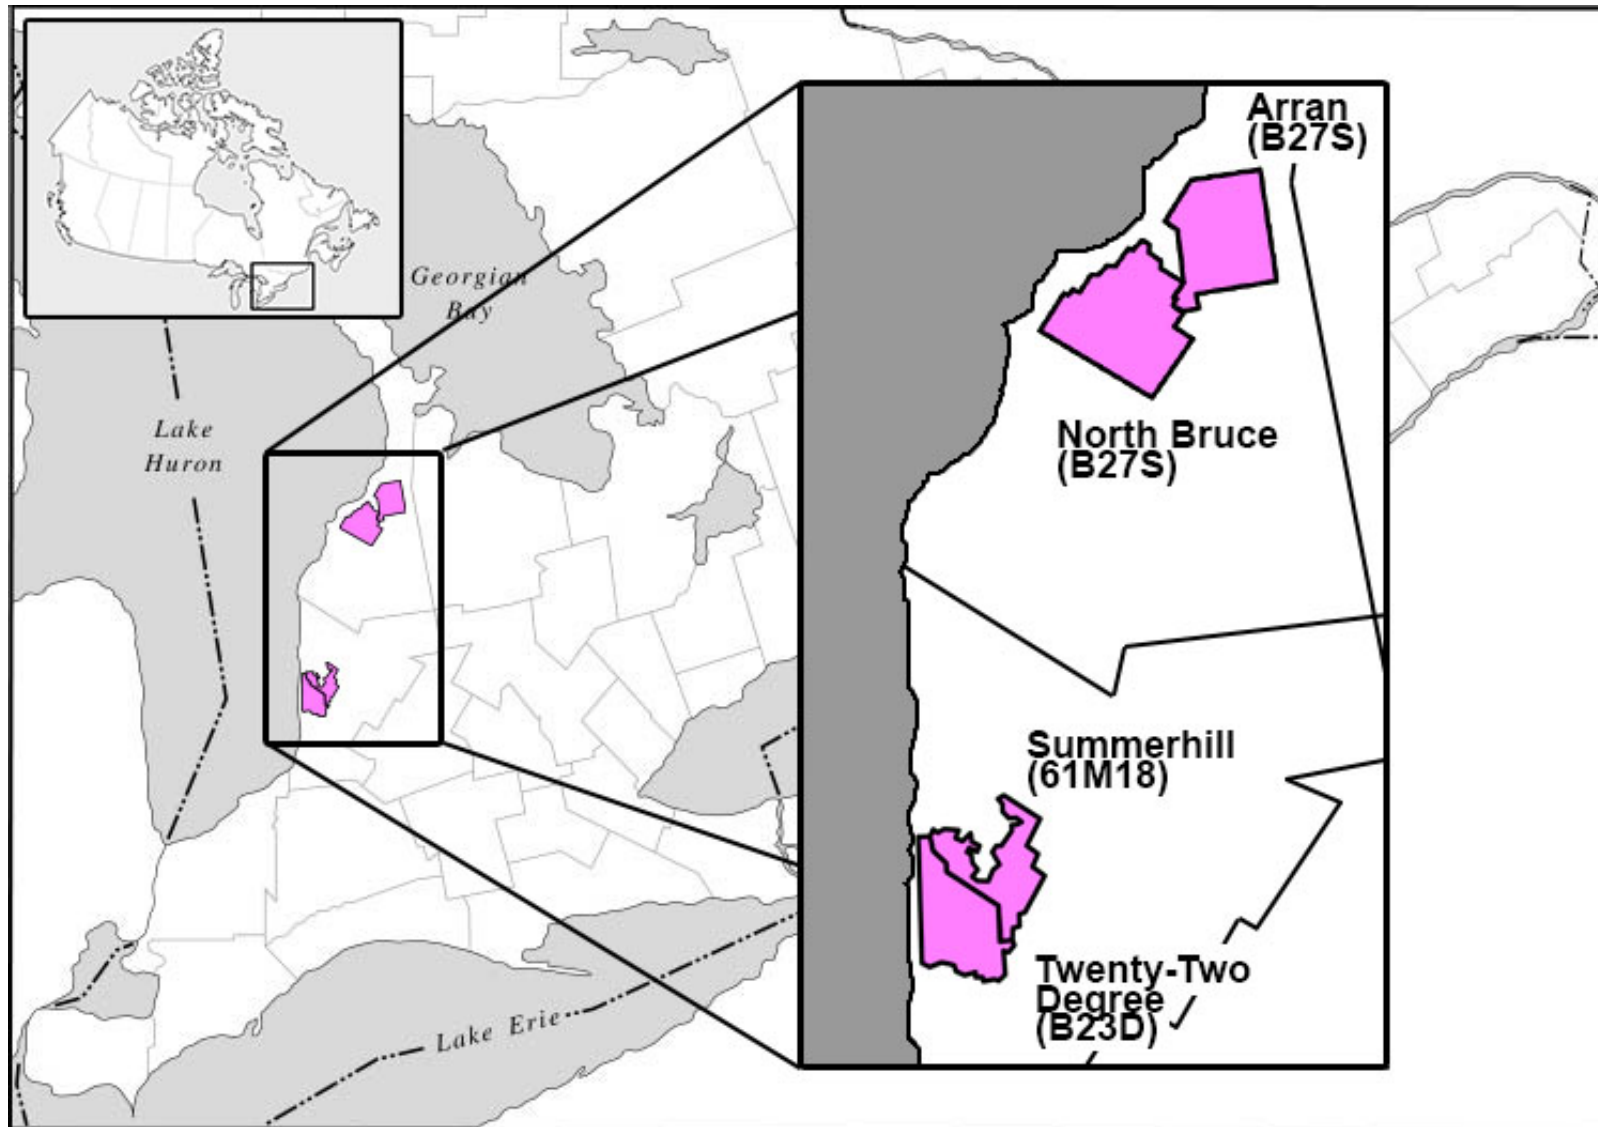 Georgian
Bay
Lake
Huron
Lake Erie
Arran
(B27S)
North Bruce
(B27S)
Summerhill
(61M18)
Twenty-Two
Degree
(B23D)